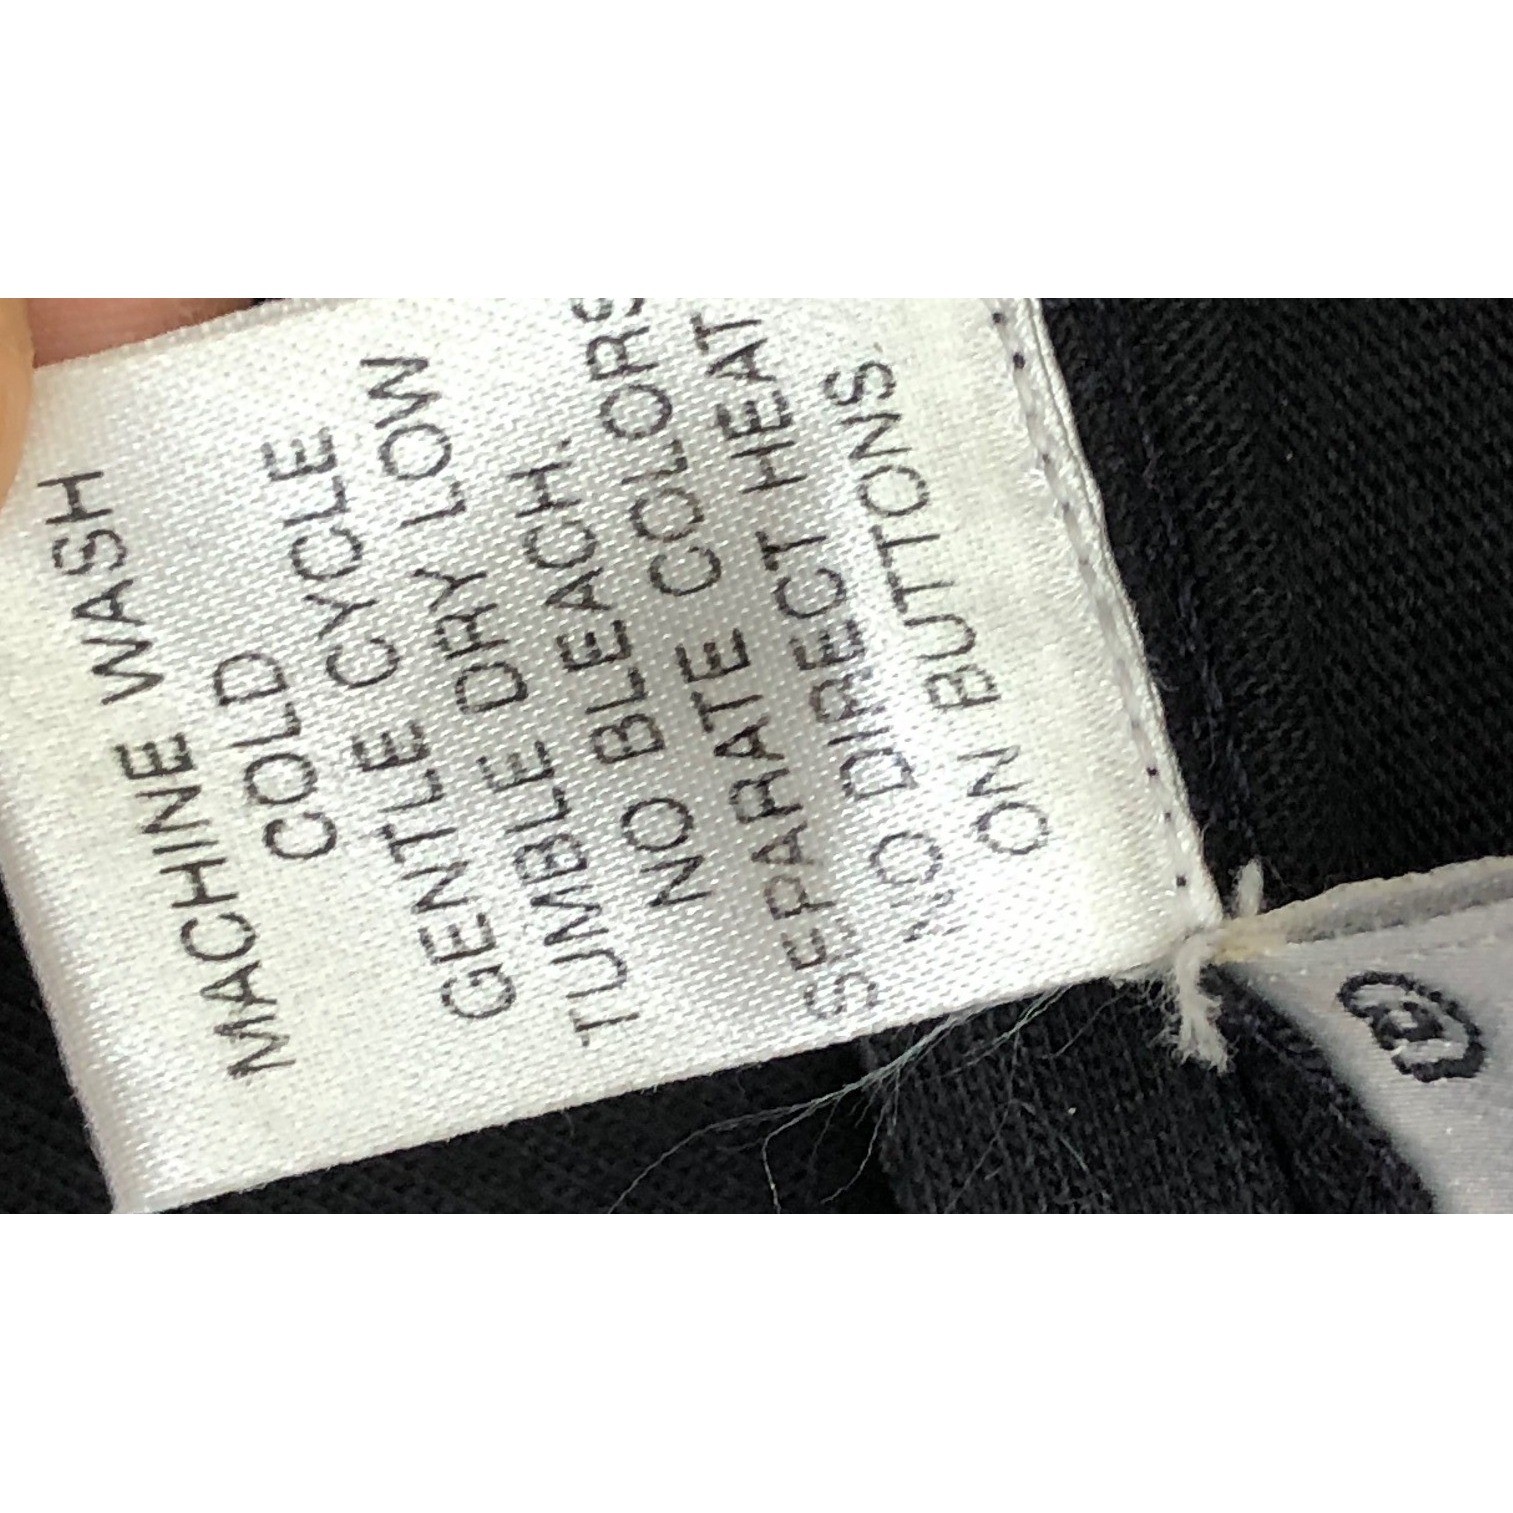 MACHINE WASH
COLD
GENTLE CYCLE
TUMBLE DRY LOW
NO BLEACH.
SEPARATE COLORS
NO DIRECT HEAT
ON BUTTONS.
®